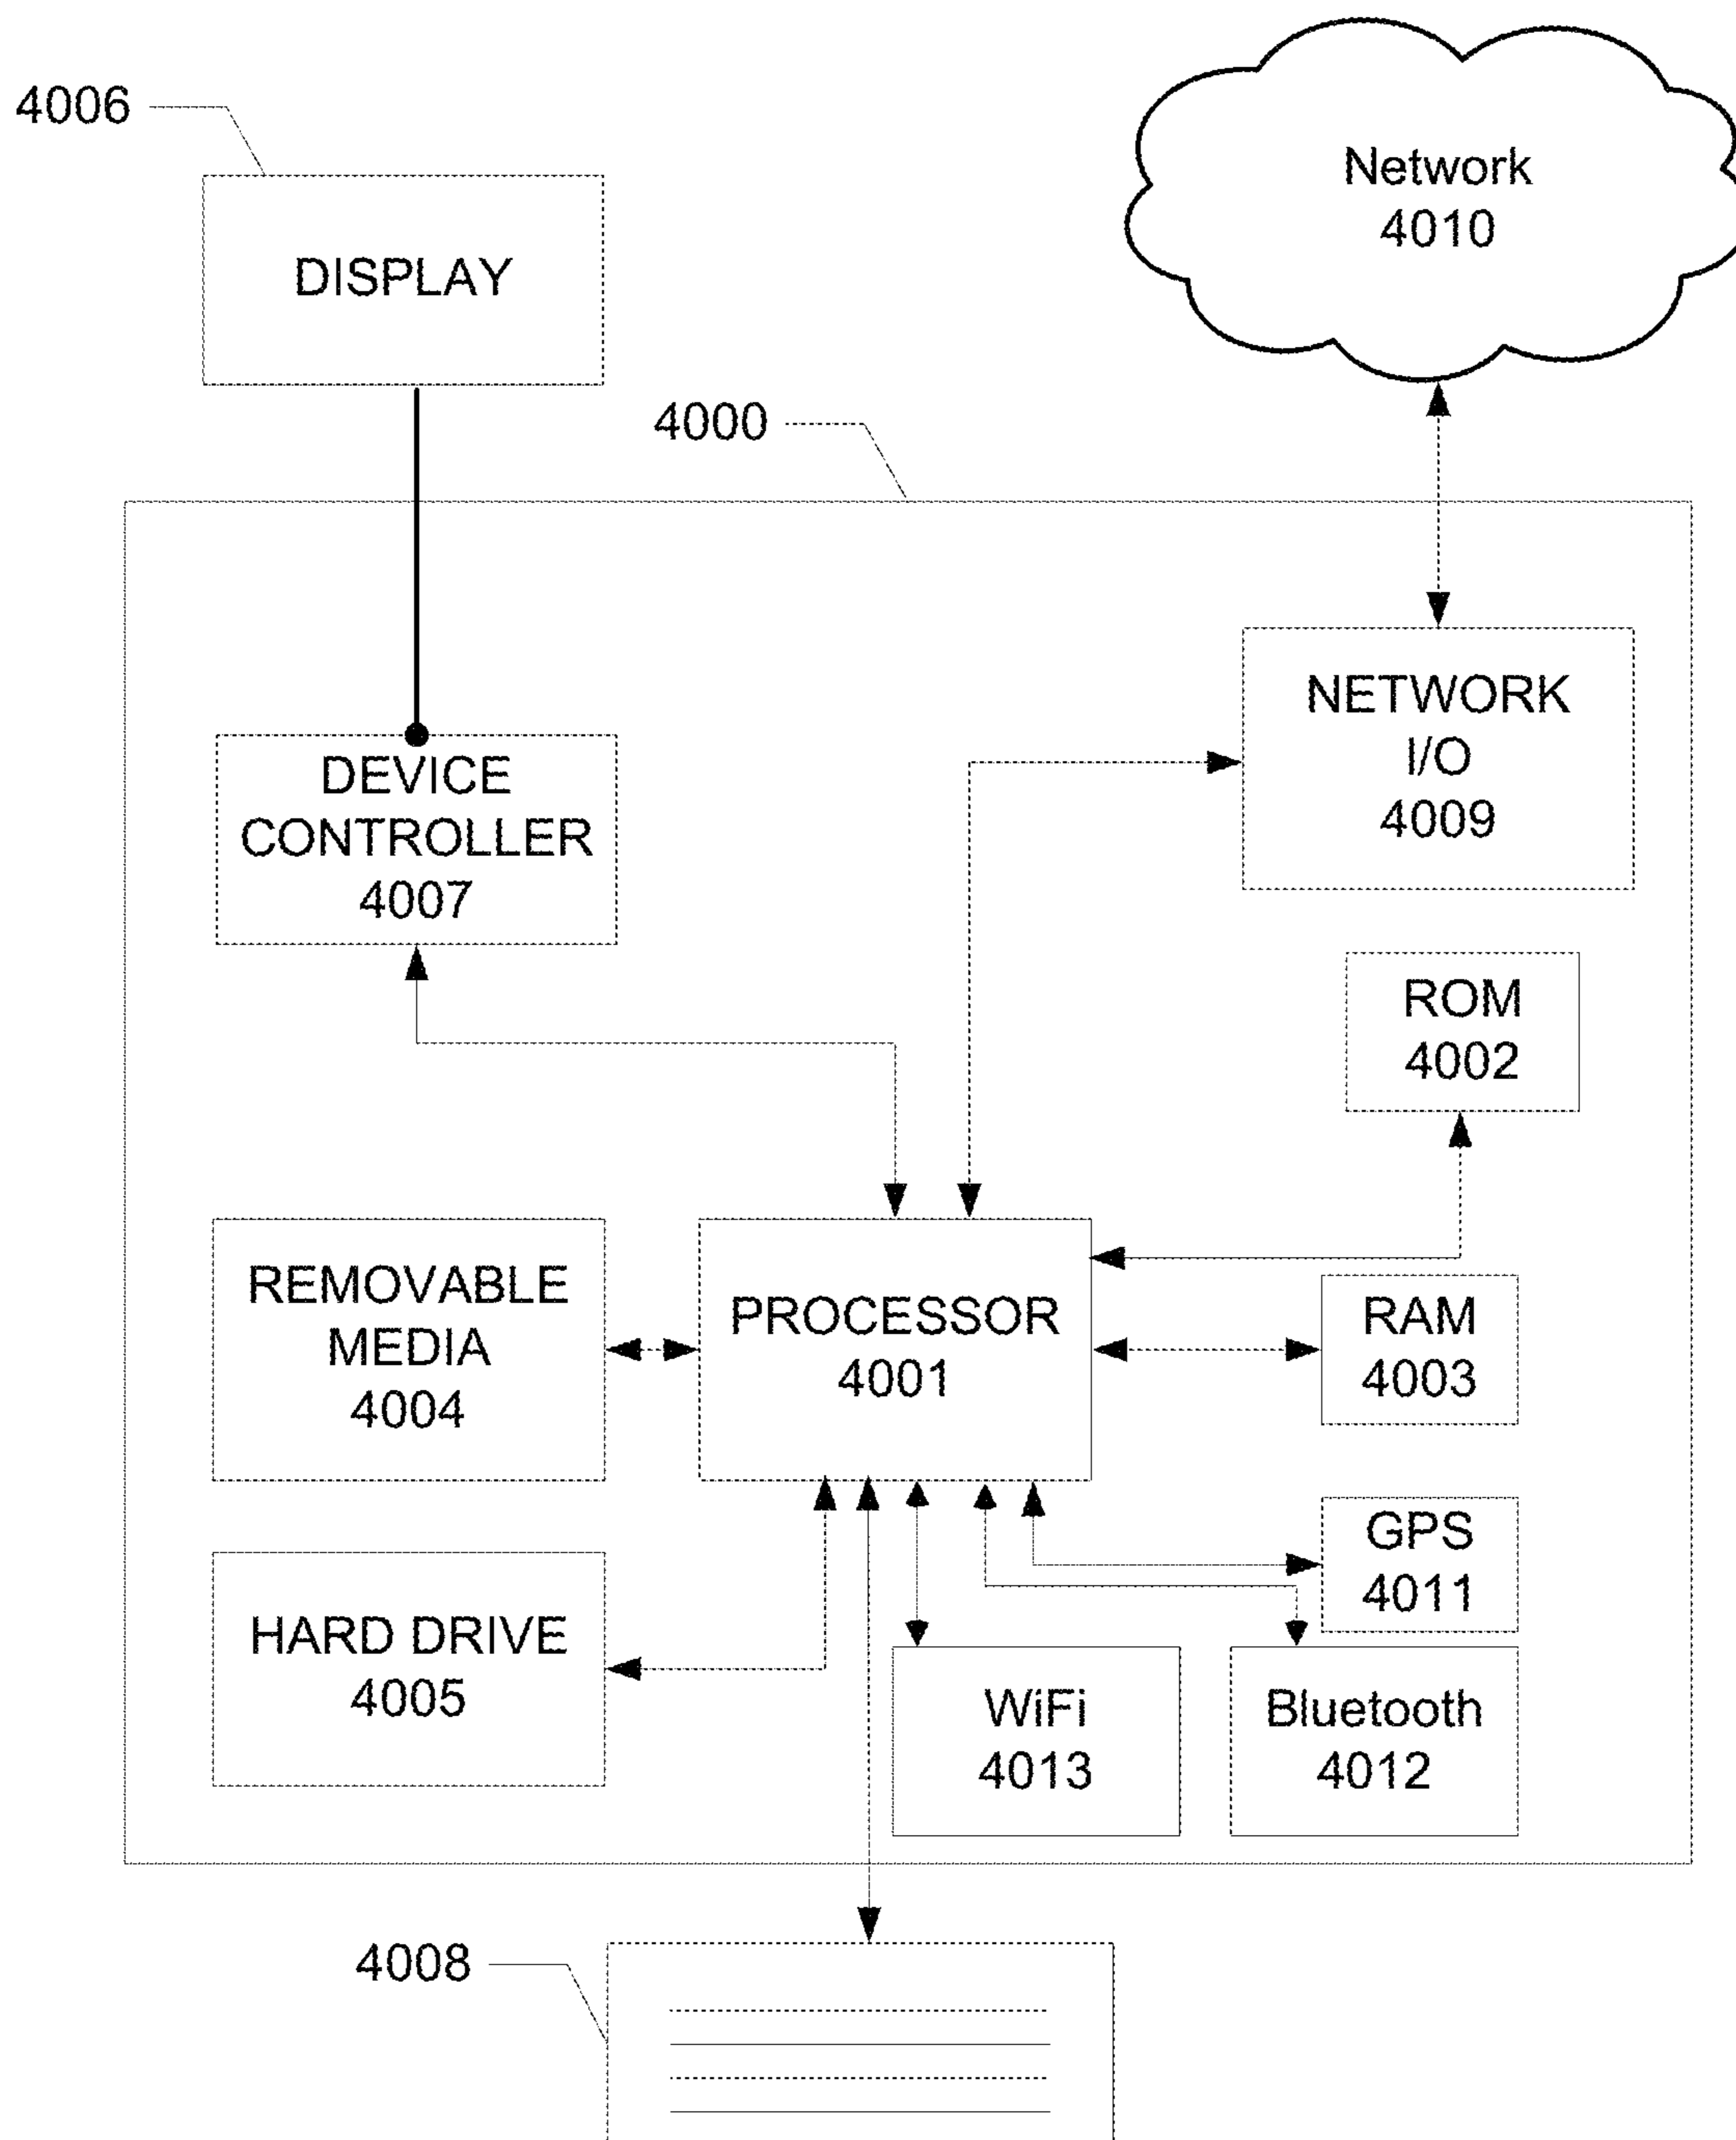 4006
DISPLAY
Network
4010
4000
NETWORK
I/O
4009
DEVICE
CONTROLLER
4007
ROM
4002
REMOVABLE
MEDIA
4004
PROCESSOR
4001
RAM
4003
GPS
4011
HARD DRIVE
4005
WiFi
4013
Bluetooth
4012
4008